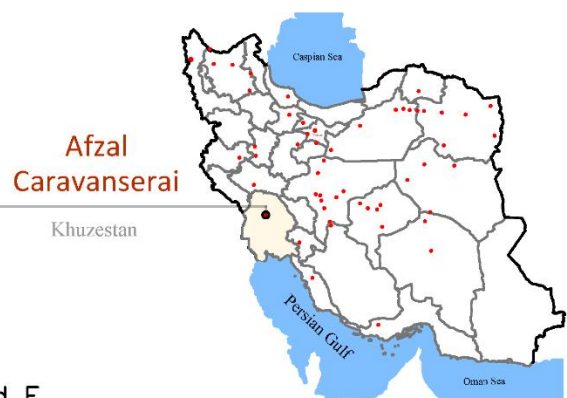 Caspian Sea
Afzal
Caravanserai
Khuzestan
Persian Gulf
Oman Sea